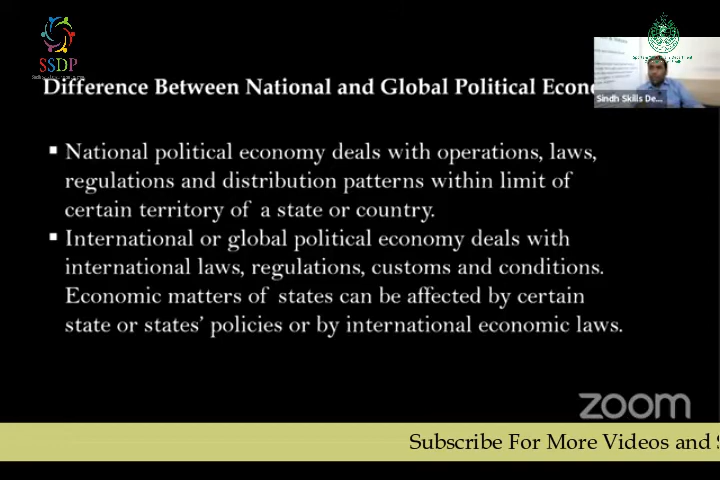 SSDP
Difference Between National and Global Political Econo
Sindh Skills De...
▪ National political economy deals with operations, laws,
regulations and distribution patterns within limit of
certain territory of a state or country.
▪ International or global political economy deals with
international laws, regulations, customs and conditions.
Economic matters of states can be affected by certain
state or states' policies or by international economic laws.
zoom
Subscribe For More Videos and S